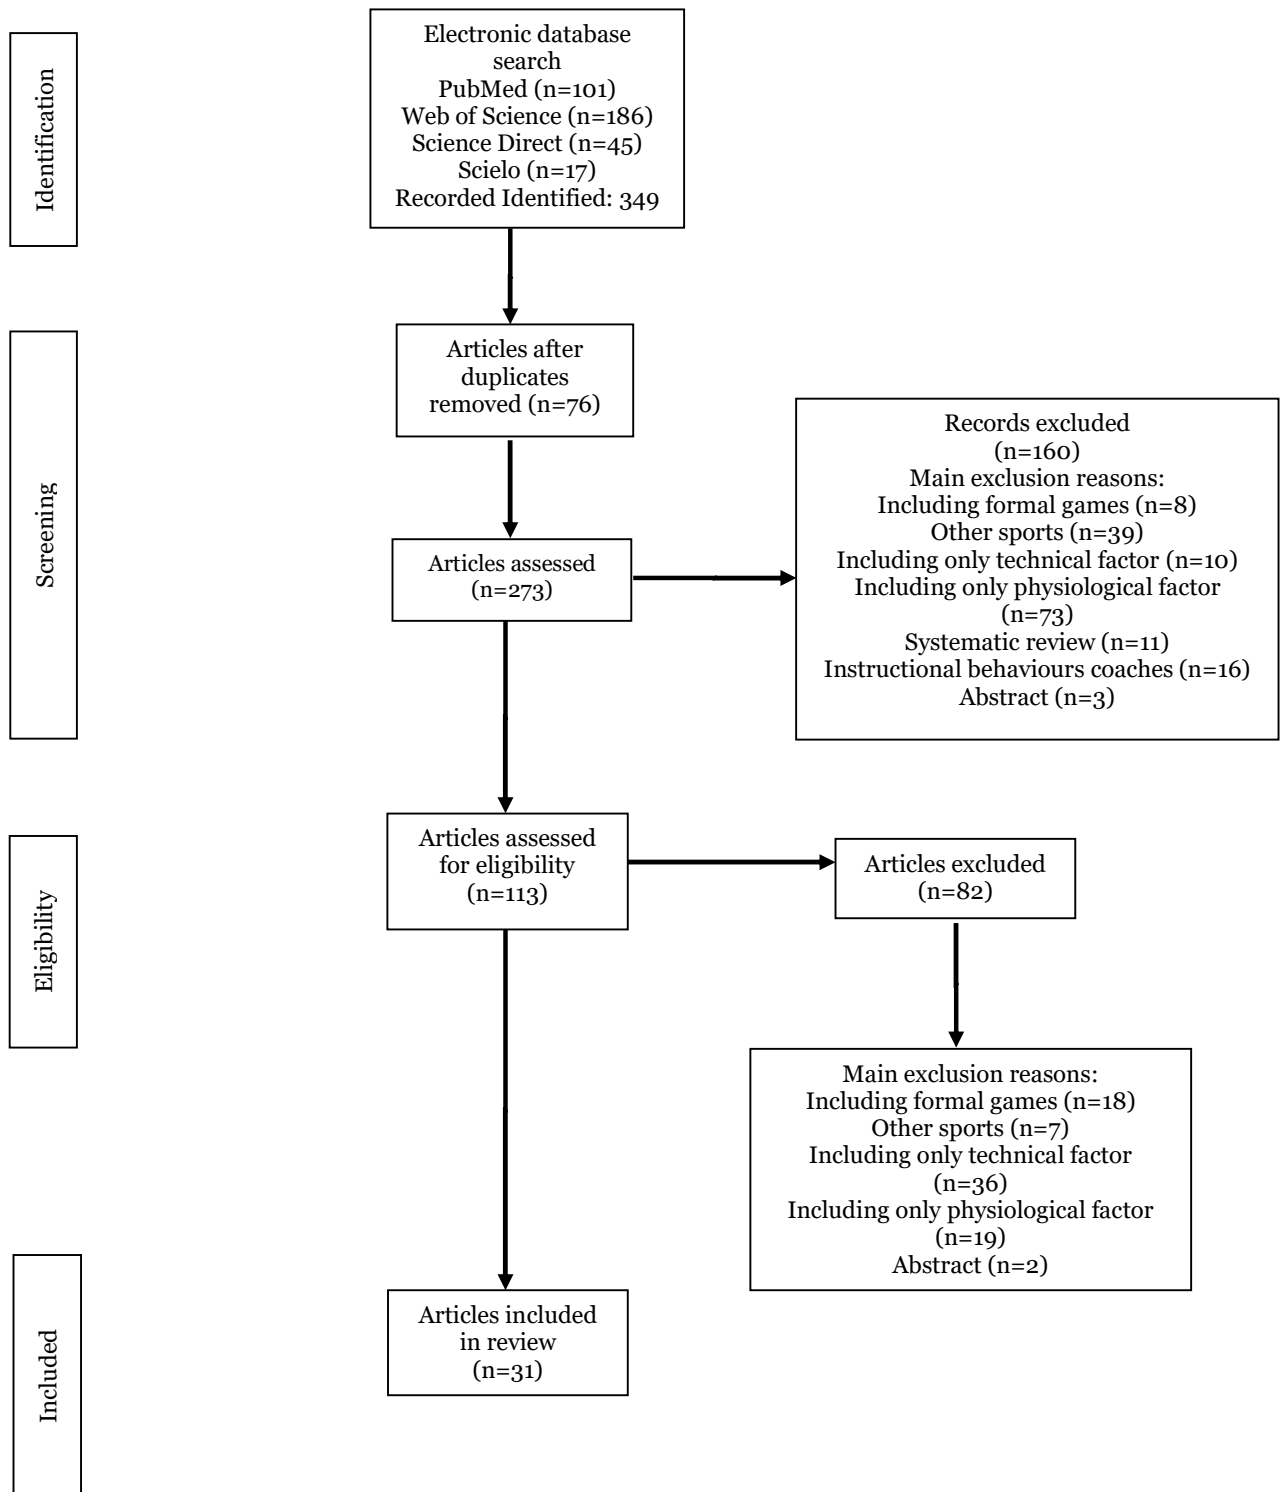 Identification
Electronic database
search
PubMed (n=101)
Web of Science (n=186)
Science Direct (n=45)
Scielo (n=17)
Recorded Identified: 349
Screening
Articles after
duplicates
removed (n=76)
Articles assessed
(n=273)
Records excluded
(n=160)
Main exclusion reasons:
Including formal games (n=8)
Other sports (n=39)
Including only technical factor (n=10)
Including only physiological factor
(n=73)
Systematic review (n=11)
Instructional behaviours coaches (n=16)
Abstract (n=3)
Eligibility
Articles assessed
for eligibility
(n=113)
Articles excluded
(n=82)
Main exclusion reasons:
Including formal games (n=18)
Other sports (n=7)
Including only technical factor
(n=36)
Including only physiological factor
(n=19)
Abstract (n=2)
Included
Articles included
in review
(n=31)